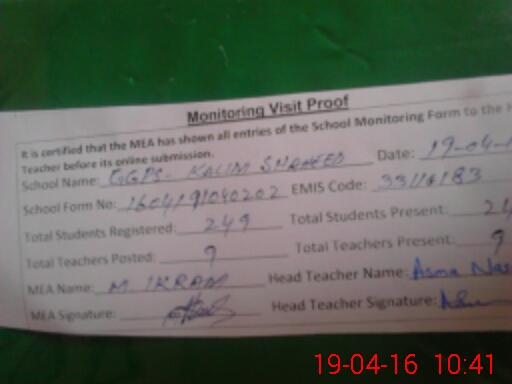 Monitoring Visit Proof
It is certified that the MEA has shown all entries of the School Monitoring Form to the
Teacher before its online submission.
School Name: GGPS- KALIM SHAHEED Date: 19-04-
School Form No: 1604191040202 EMIS Code:
Total Students Registered: 249 Total Students Present:
Total Teachers Posted: 9 Total Teachers Present: 9
MEA Name: M. IKRAM Head Teacher Name: Asma
MEA Signature: Head Teacher Signature:
19-04-16 10:41